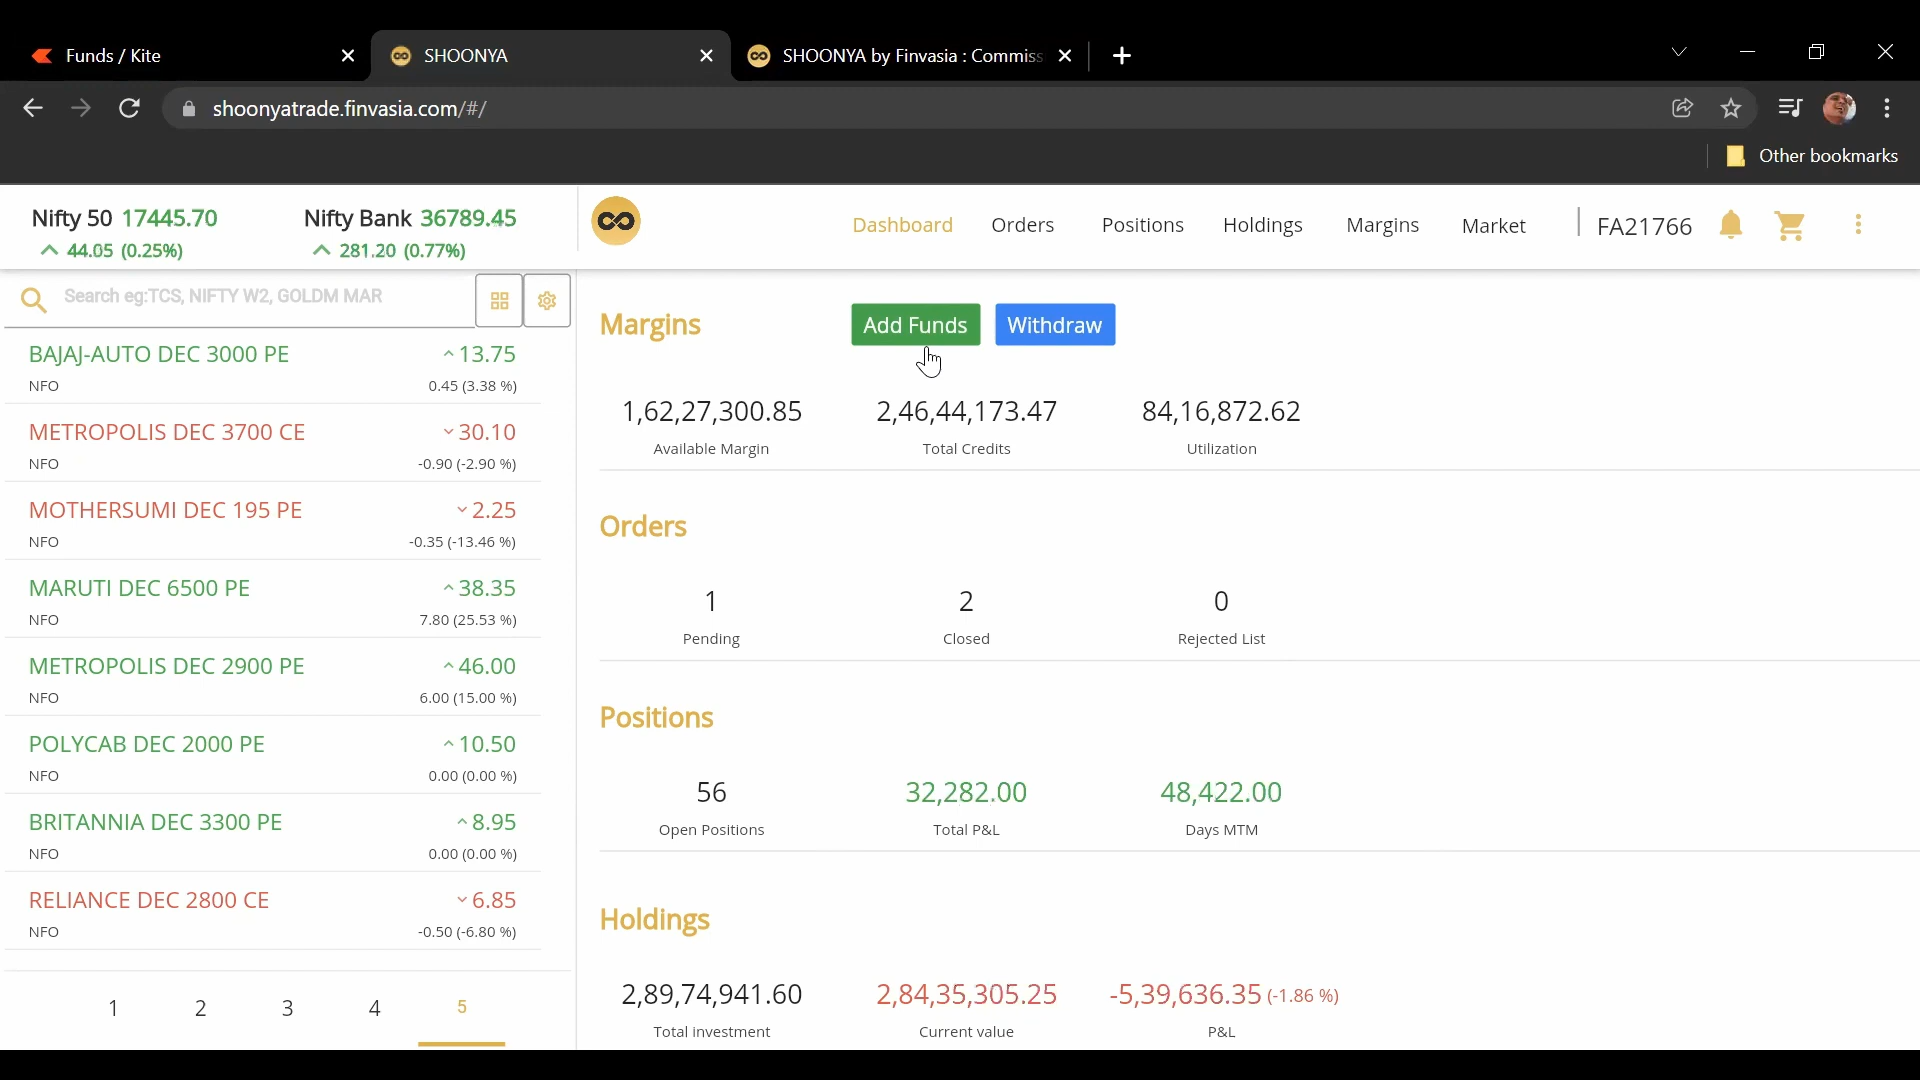 Funds / Kite
SHOONYA
SHOONYA by Finvasia : Commiss
shoonyatrade.finvasia.com/#/
Other bookmarks
Nifty 50 17445.70
44.05 (0.25%)
Nifty Bank 36789.45
281.20 (0.77%)
Dashboard Orders Positions Holdings Margins Market FA21766
Search eg:TCS, NIFTY W2, GOLDM MAR
BAJAJ-AUTO DEC 3000 PE 13.75
NFO 0.45 (3.38 %)
METROPOLIS DEC 3700 CE 30.10
NFO -0.90 (-2.90 %)
MOTHERSUMI DEC 195 PE 2.25
NFO -0.35 (-13.46 %)
MARUTI DEC 6500 PE 38.35
NFO 7.80 (25.53 %)
METROPOLIS DEC 2900 PE 46.00
NFO 6.00 (15.00 %)
POLYCAB DEC 2000 PE 10.50
NFO 0.00 (0.00 %)
BRITANNIA DEC 3300 PE 8.95
NFO 0.00 (0.00 %)
RELIANCE DEC 2800 CE 6.85
NFO -0.50 (-6.80 %)
1 2 3 4 5
Margins Add Funds Withdraw
1,62,27,300.85 2,46,44,173.47 84,16,872.62
Available Margin Total Credits Utilization
Orders
1 2 0
Pending Closed Rejected List
Positions
56 32,282.00 48,422.00
Open Positions Total P&L Days MTM
Holdings
2,89,74,941.60 2,84,35,305.25 -5,39,636.35 (-1.86 %)
Total investment Current value P&L